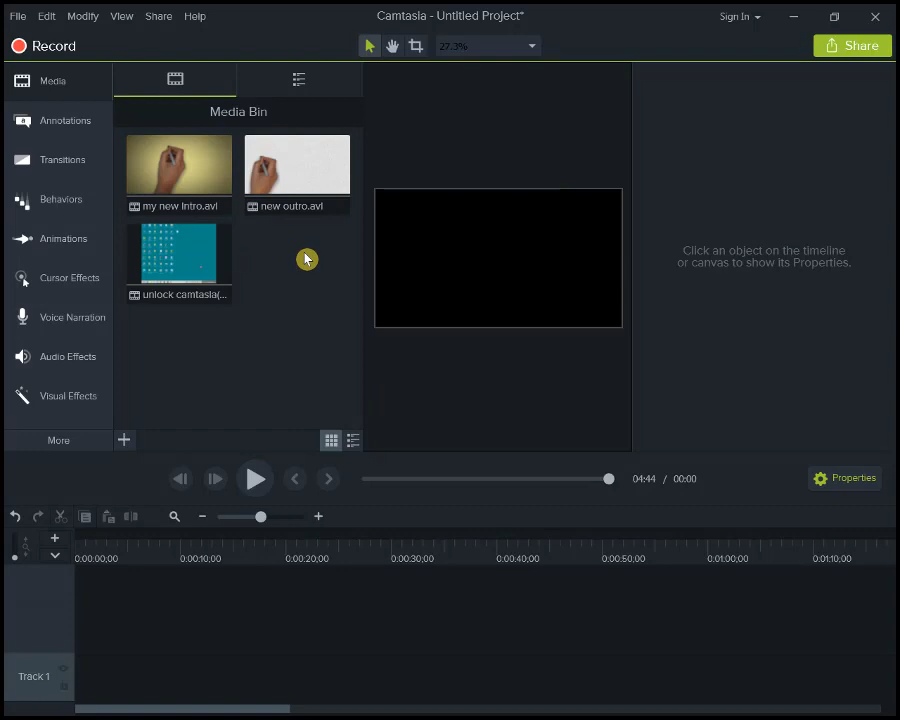 File Edit Modify View Share Help
Camtasia - Untitled Project*
Sign In
Record
27.3%
Share
Media
Annotations
Transitions
Behaviors
Animations
Cursor Effects
Voice Narration
Audio Effects
Visual Effects
More
Media Bin
my new Intro.avI
new outro.avI
unlock camtasia(...
Click an object on the timeline
or canvas to show its Properties.
04:44 / 00:00
Properties
0:00:00;00 0:00:10;00 0:00:20;00 0:00:30;00 0:00:40;00 0:00:50;00 0:01:00;00 0:01:10;00
Track 1